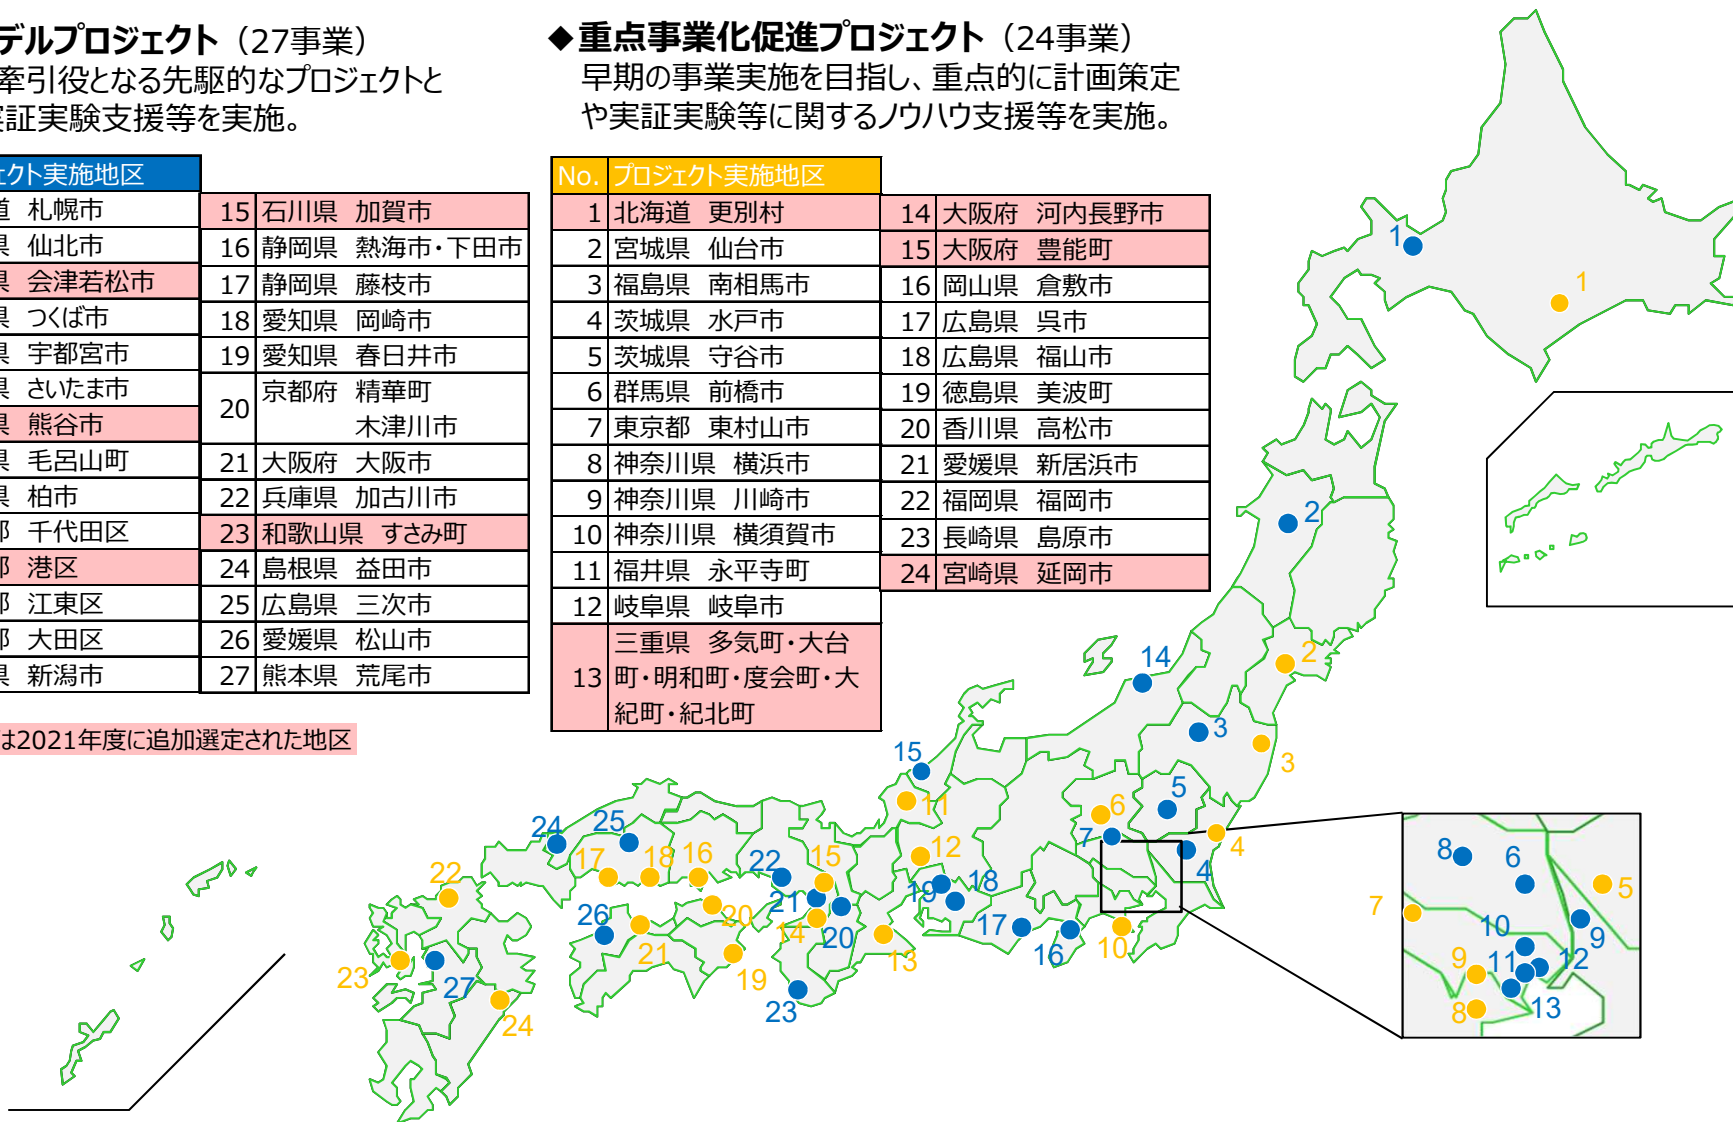 デルプロジェクト（27事業）
牽引役となる先駆的なプロジェクトと
実証実験支援等を実施。
ェクト実施地区
道　札幌市
県　仙北市
県　会津若松市
県　つくば市
県　宇都宮市
県　さいたま市
県　熊谷市
県　毛呂山町
県　柏市
都　千代田区
都　港区
都　江東区
都　大田区
県　新潟市
15 石川県　加賀市
16 静岡県　熱海市・下田市
17 静岡県　藤枝市
18 愛知県　岡崎市
19 愛知県　春日井市
20 京都府　精華町
木津川市
21 大阪府　大阪市
22 兵庫県　加古川市
23 和歌山県　すさみ町
24 島根県　益田市
25 広島県　三次市
26 愛媛県　松山市
27 熊本県　荒尾市
は2021年度に追加選定された地区
◆重点事業化促進プロジェクト（24事業）
早期の事業実施を目指し、重点的に計画策定
や実証実験等に関するノウハウ支援等を実施。
No. プロジェクト実施地区
1 北海道　更別村
2 宮城県　仙台市
3 福島県　南相馬市
4 茨城県　水戸市
5 茨城県　守谷市
6 群馬県　前橋市
7 東京都　東村山市
8 神奈川県　横浜市
9 神奈川県　川崎市
10 神奈川県　横須賀市
11 福井県　永平寺町
12 岐阜県　岐阜市
13 三重県　多気町・大台
町・明和町・度会町・大
紀町・紀北町
14 大阪府　河内長野市
15 大阪府　豊能町
16 岡山県　倉敷市
17 広島県　呉市
18 広島県　福山市
19 徳島県　美波町
20 香川県　高松市
21 愛媛県　新居浜市
22 福岡県　福岡市
23 長崎県　島原市
24 宮崎県　延岡市
1
1
2
2
14
3
3
15
11
5
6
7
4
4
12
19
18
17
16
10
13
24
25
17
18
16
22
15
21
14
20
20
19
23
26
21
22
23
27
24
8
6
5
7
10
9
9
11
12
8
13